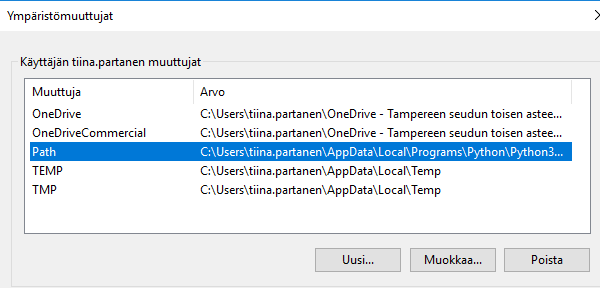 Ympäristömuuttujat
Käyttäjän tiina.partanen muuttujat
Muuttuja Arvo
OneDrive C:\Users\tiina.partanen\OneDrive - Tampereen seudun toisen astee...
OneDriveCommercial C:\Users\tiina.partanen\OneDrive - Tampereen seudun toisen astee...
Path C:\Users\tiina.partanen\AppData\Local\Programs\Python\Python3...
TEMP C:\Users\tiina.partanen\AppData\Local\Temp
TMP C:\Users\tiina.partanen\AppData\Local\Temp
Uusi... Muokkaa... Poista